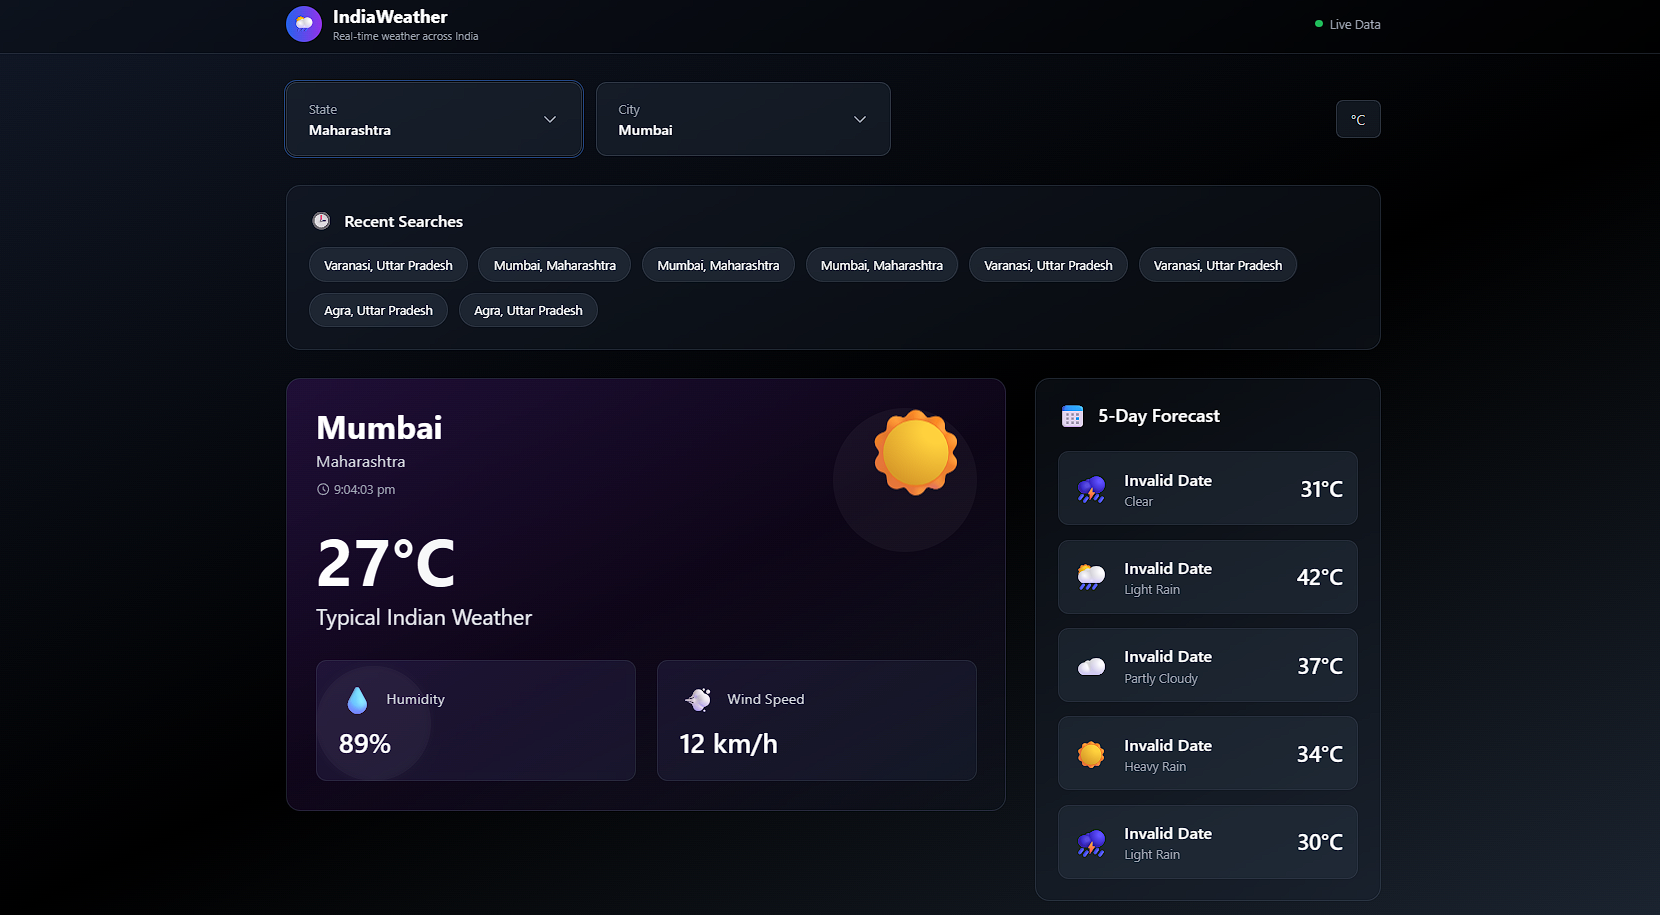 IndiaWeather
Real-time weather across India
Live Data
State
Maharashtra
City
Mumbai
°C
Recent Searches
Varanasi, Uttar Pradesh
Mumbai, Maharashtra
Mumbai, Maharashtra
Mumbai, Maharashtra
Varanasi, Uttar Pradesh
Varanasi, Uttar Pradesh
Agra, Uttar Pradesh
Agra, Uttar Pradesh
Mumbai
Maharashtra
9:04:03 pm
27°C
Typical Indian Weather
Humidity
89%
Wind Speed
12 km/h
5-Day Forecast
Invalid Date
Clear
31°C
Invalid Date
Light Rain
42°C
Invalid Date
Partly Cloudy
37°C
Invalid Date
Heavy Rain
34°C
Invalid Date
Light Rain
30°C